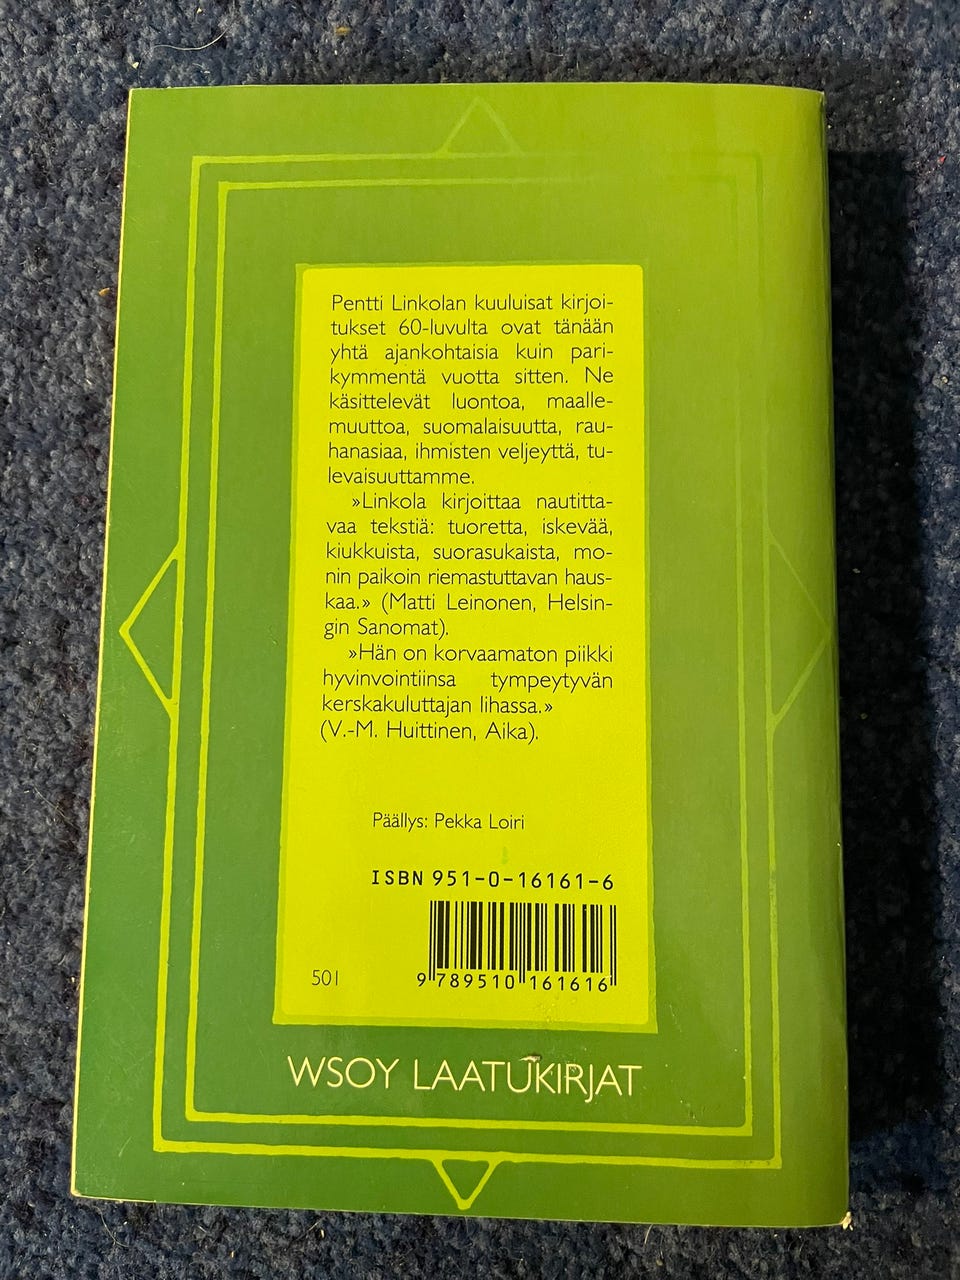 Pentti Linkolan kuuluisat kirjoi-
tukset 60-luvulta ovat tänään
yhtä ajankohtaisia kuin pari-
kymmentä vuotta sitten. Ne
käsittelevät luontoa, maalle-
muuttoa, suomalaisuutta, rau-
hanasiaa, ihmisten veljeyttä, tu-
levaisuuttamme.
»Linkola kirjoittaa nautitta-
vaa tekstiä: tuoretta, iskevää,
kiukkuista, suorasukaista, mo-
nin paikoin riemastuttavan haus-
kaa.» (Matti Leinonen, Helsin-
gin Sanomat).
»Hän on korvaamaton piikki
hyvinvointiinsa tympeytyvän
kerskakuluttajan lihassa.»
(V.-M. Huittinen, Aika).
Päällys: Pekka Loiri
ISBN 951-0-16161-6
501
9 789510 161616
WSOY LAATUKIRJAT